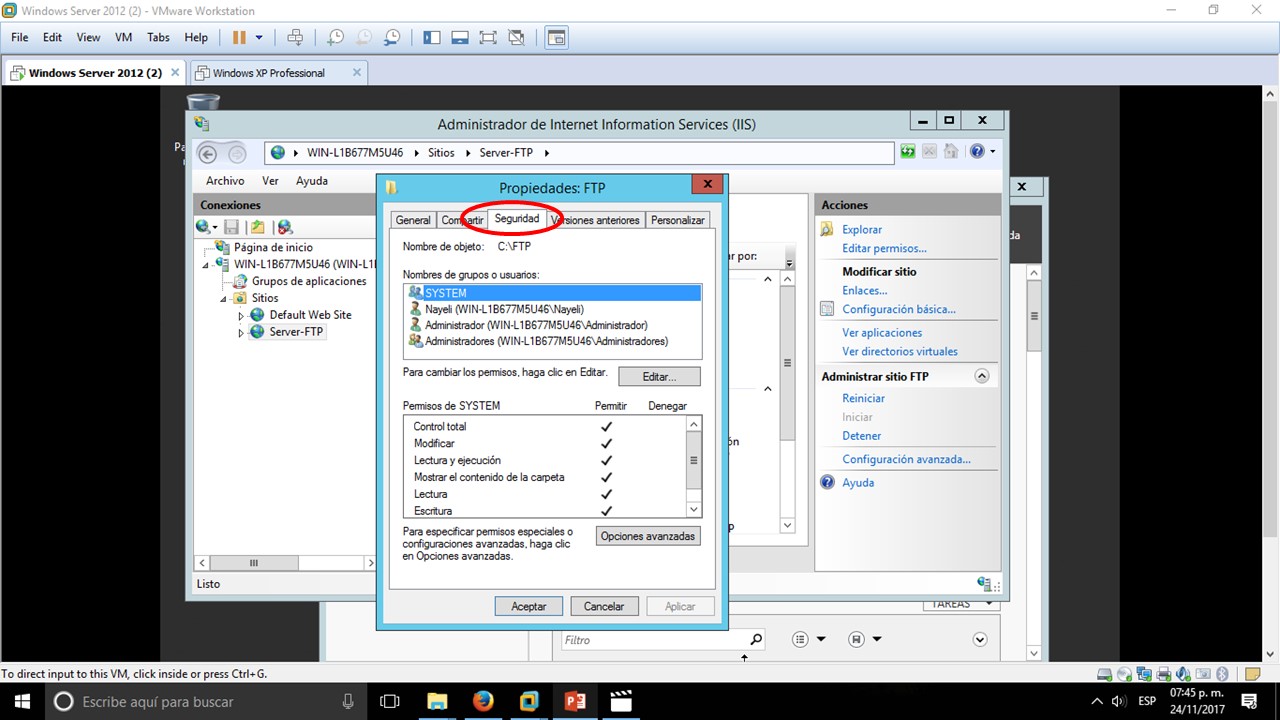 Windows Server 2012 (2) - VMware Workstation
File Edit View VM Tabs Help
Windows Server 2012 (2) Windows XP Professional
Pa
Administrador de Internet Information Services (IIS)
WIN-L1B677M5U46 Sitios Server-FTP
Archivo Ver Ayuda
Conexiones
Página de inicio
WIN-L1B677M5U46 (WIN-L1
Grupos de aplicaciones
Sitios
Default Web Site
Server-FTP
Listo
Propiedades: FTP
General Compartir Seguridad Versiones anteriores Personalizar
Nombre de objeto: C:\FTP
Nombres de grupos o usuarios:
SYSTEM
Nayeli (WIN-L1B677M5U46\Nayeli)
Administrador (WIN-L1B677M5U46\Administrador)
Administradores (WIN-L1B677M5U46\Administradores)
Para cambiar los permisos, haga clic en Editar. Editar...
Permisos de SYSTEM Permitir Denegar
Control total
Modificar
Lectura y ejecución
Mostrar el contenido de la carpeta
Lectura
Escritura
Para especificar permisos especiales o
configuraciones avanzadas, haga clic
en Opciones avanzadas.
Opciones avanzadas
Aceptar Cancelar Aplicar
ar por:
ón
Acciones
Explorar
Editar permisos...
Modificar sitio
Enlaces...
Configuración básica...
Ver aplicaciones
Ver directorios virtuales
Administrar sitio FTP
Reiniciar
Iniciar
Detener
Configuración avanzada...
Ayuda
da
TAREAS
Filtro
To direct input to this VM, click inside or press Ctrl+G.
Escribe aquí para buscar
ESP
07:45 p. m.
24/11/2017